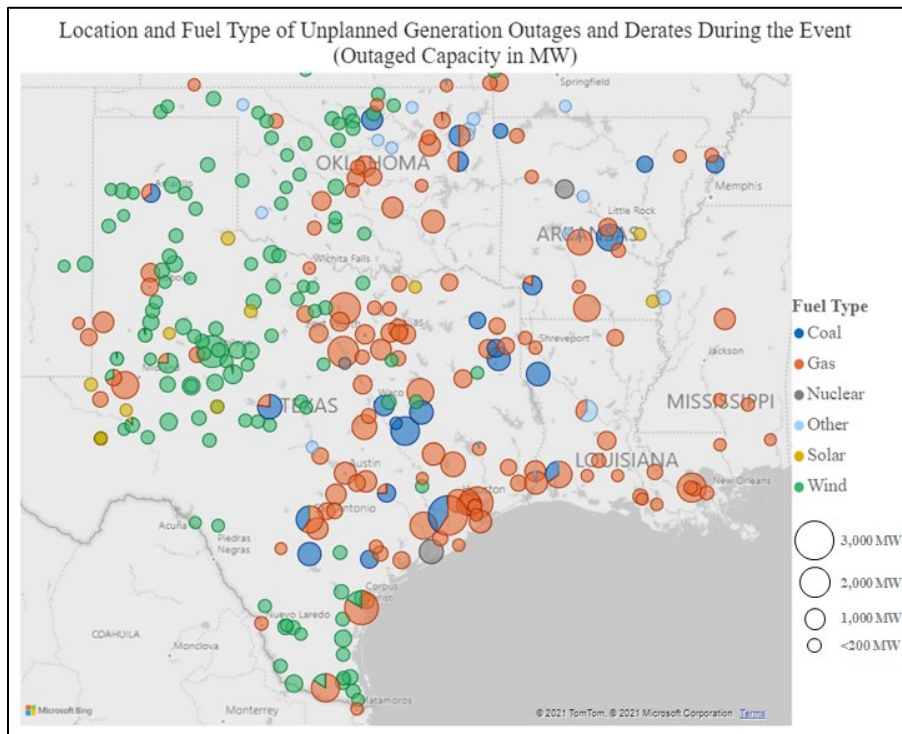 Location and Fuel Type of Unplanned Generation Outages and Derates During the Event
(Outaged Capacity in MW)
Springfield
OKLAHOMA
Amarillo
Memphis
Little Rock
ARKANSAS
Wichita Falls
Fuel Type
Coal
Gas
Nuclear
Other
Solar
Wind
Shreveport
Jackson
Waco
TEXAS
MISSISSIPPI
LOUISIANA
Austin
Houston
New Orleans
Antonio
Acuña
Piedras
Negras
Corpus
Christi
Nuevo Laredo
COAHUILA
Monclova
Matamoros
Monterrey
3,000 MW
2,000 MW
1,000 MW
<200 MW
Microsoft Bing
© 2021 TomTom, © 2021 Microsoft Corporation Terms